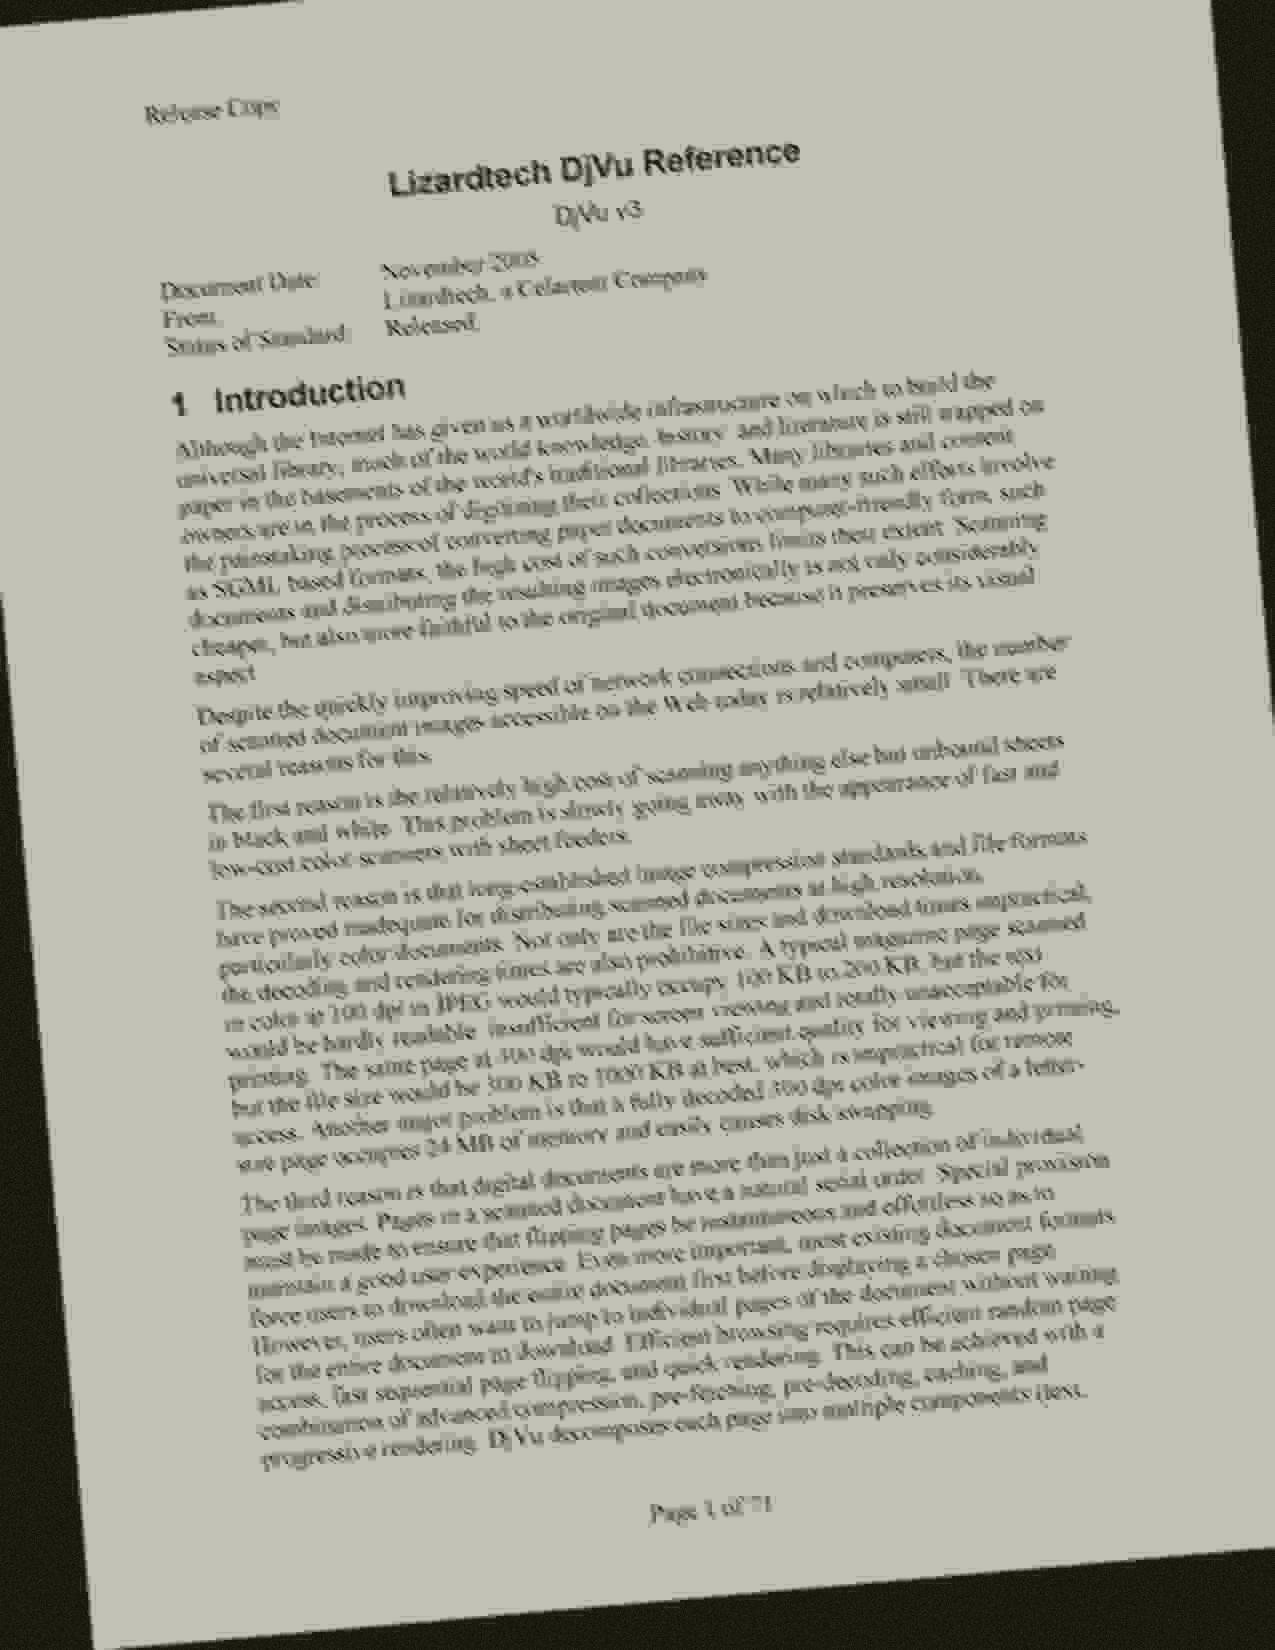 Release Copy
Lizardtech DjVu Reference
DjVu v3
Document Date: November 2005
From: Lizardtech, a Celartem Company
Status of Standard: Released
1 Introduction
Although the Internet has given us a worldwide infrastructure on which to build the
universal library, much of the world knowledge, history, and literature is still trapped on
paper in the basements of the world's traditional libraries. Many libraries and content
owners are in the process of digitizing their collections. While many such efforts involve
the painstaking process of converting paper documents to computer-friendly form, such
as SGML based formats, the high cost of such conversions limits their extent. Scanning
documents and distributing the resulting images electronically is not only considerably
cheaper, but also more faithful to the original document because it preserves its visual
aspect.
Despite the quickly improving speed of network connections and computers, the number
of scanned document images accessible on the Web today is relatively small. There are
several reasons for this.
The first reason is the relatively high cost of scanning anything else but unbound sheets
in black and white. This problem is slowly going away with the appearance of fast and
low-cost color scanners with sheet feeders.
The second reason is that long-established image compression standards and file formats
have proved inadequate for distributing scanned documents at high resolution,
particularly color documents. Not only are the file sizes and download times impractical,
the decoding and rendering times are also prohibitive. A typical magazine page scanned
in color at 100 dpi in JPEG would typically occupy 100 KB to 200 KB, but the text
would be hardly readable: insufficient for screen viewing and totally unacceptable for
printing. The same page at 300 dpi would have sufficient quality for viewing and printing,
but the file size would be 300 KB to 1000 KB at best, which is impractical for remote
access. Another major problem is that a fully decoded 300 dpi color images of a letter-
size page occupies 24 MB of memory and easily causes disk swapping.
The third reason is that digital documents are more than just a collection of individual
page images. Pages in a scanned document have a natural serial order. Special provision
must be made to ensure that flipping pages be instantaneous and effortless so as to
maintain a good user experience. Even more important, most existing document formats
force users to download the entire document first before displaying a chosen page.
However, users often want to jump to individual pages of the document without waiting
for the entire document to download. Efficient browsing requires efficient random page
access, fast sequential page flipping, and quick rendering. This can be achieved with a
combination of advanced compression, pre-fetching, pre-decoding, caching, and
progressive rendering. DjVu decomposes each page into multiple components (text,
Page 1 of 71